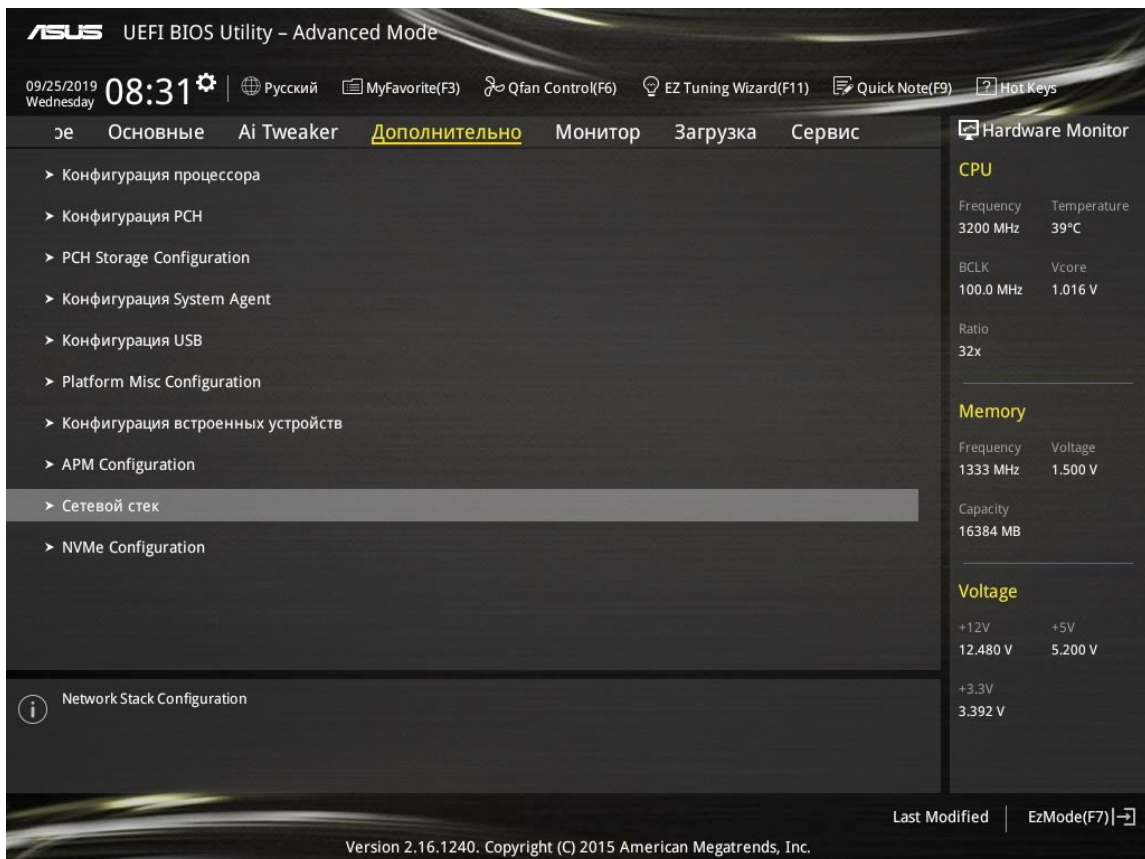 ASUS UEFI BIOS Utility – Advanced Mode
09/25/2019
Wednesday
08:31
Русский
MyFavorite(F3)
Qfan Control(F6)
EZ Tuning Wizard(F11)
Quick Note(F9)
Hot Keys
ое Основные Ai Tweaker Дополнительно Монитор Загрузка Сервис
Конфигурация процессора
Конфигурация PCH
PCH Storage Configuration
Конфигурация System Agent
Конфигурация USB
Platform Misc Configuration
Конфигурация встроенных устройств
APM Configuration
Сетевой стек
NVMe Configuration
Network Stack Configuration
Hardware Monitor
CPU
Frequency Temperature
3200 MHz 39°C
BCLK Vcore
100.0 MHz 1.016 V
Ratio
32x
Memory
Frequency Voltage
1333 MHz 1.500 V
Capacity
16384 MB
Voltage
+12V +5V
12.480 V 5.200 V
+3.3V
3.392 V
Last Modified
EzMode(F7)
Version 2.16.1240. Copyright (C) 2015 American Megatrends, Inc.